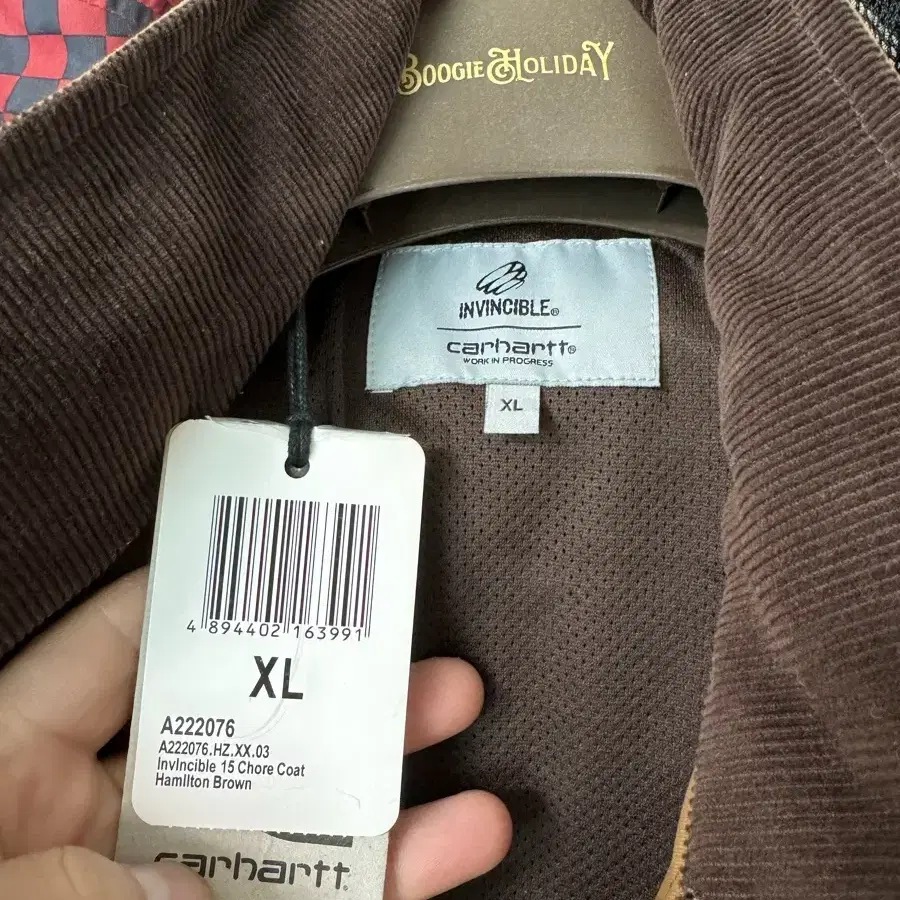 BOOGIE HOLIDAY
INVINCIBLE®
carhartt®
WORK IN PROGRESS
XL
4 894402 163991
XL
A222076
A222076.HZ.XX.03
InvIncible 15 Chore Coat
Hamilton Brown
carhartt